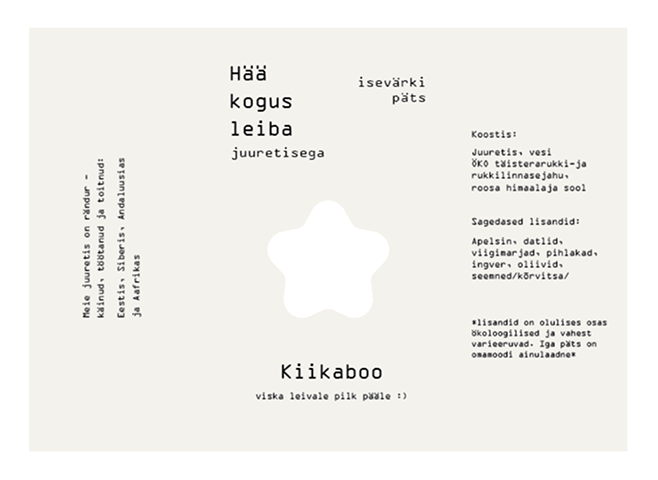 Meie juuretis on rändur -
käinud, töötanud ja toitnud:
Eestis, Siberis, Andaluusias
ja Aafrikas
Hää
kogus
leiba
juuretisega
isevärki
päts
Kiikaboo
viska leivale pilk pääle :)
Koostis:
Juuretis, vesi
ÖKO täisterarukki-ja
rukkilinnasejahu,
roosa himaalaja sool
Sagedased lisandid:
Apelsin, datlid,
viigimarjad, pihlakad,
ingver, oliivid,
seemned/kõrvitsa/
*lisandid on olulises osas
ökoloogilised ja vahest
varieeruvad. Iga päts on
omamoodi ainulaadne*